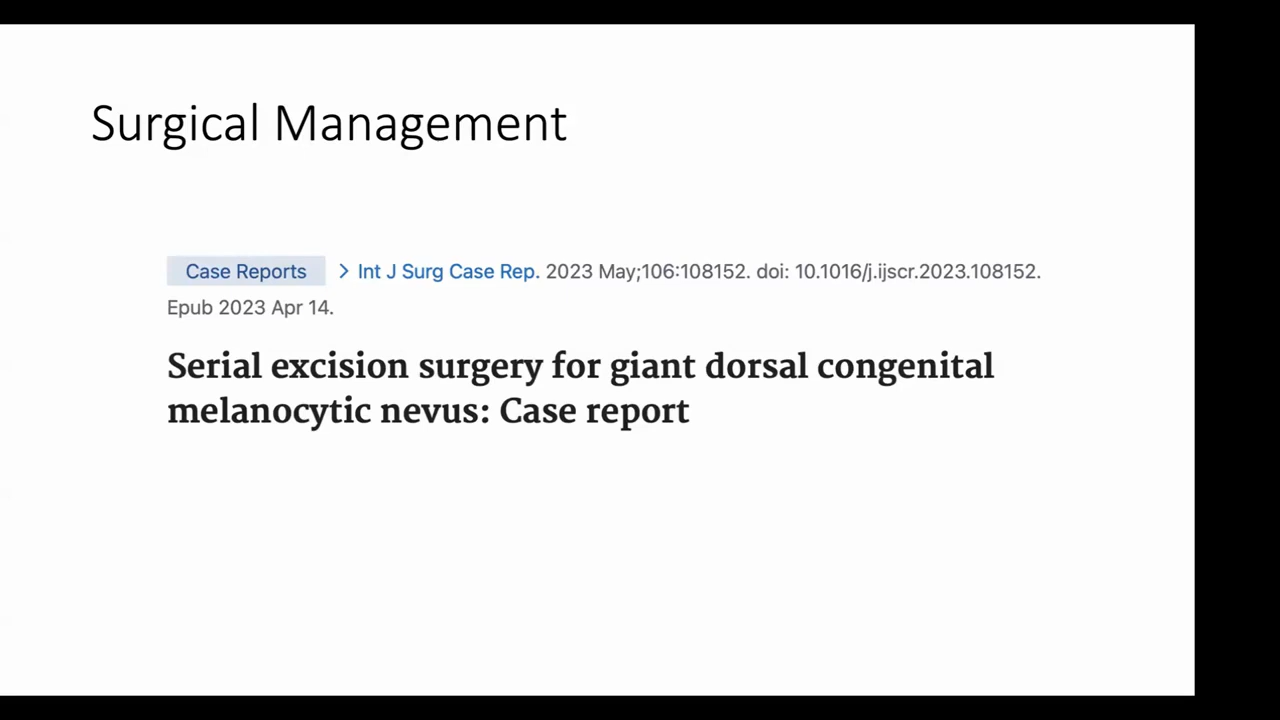 Surgical Management
Case Reports > Int J Surg Case Rep. 2023 May;106:108152. doi: 10.1016/j.ijscr.2023.108152.
Epub 2023 Apr 14.
Serial excision surgery for giant dorsal congenital
melanocytic nevus: Case report